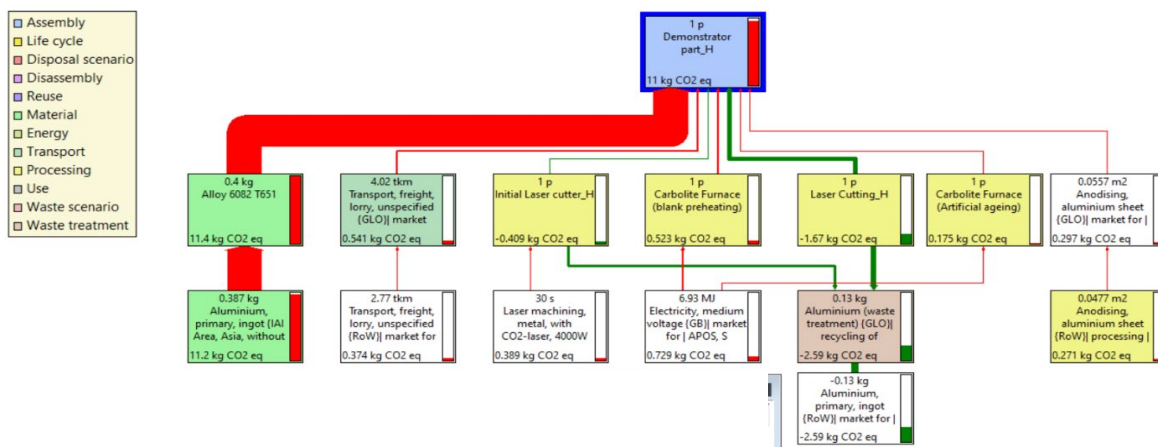 Assembly
Life cycle
Disposal scenario
Disassembly
Reuse
Material
Energy
Transport
Processing
Use
Waste scenario
Waste treatment
1 p
Demonstrator
part_H
11 kg CO2 eq
0.4 kg
Alloy 6082 T651
11.4 kg CO2 eq
4.02 tkm
Transport, freight,
lorry, unspecified
{GLO}| market
0.541 kg CO2 eq
1 p
Initial Laser cutter_H
-0.409 kg CO2 eq
1 p
Carbolite Furnace
(blank preheating)
0.523 kg CO2 eq
1 p
Laser Cutting_H
-1.67 kg CO2 eq
1 p
Carbolite Furnace
(Artificial ageing)
0.175 kg CO2 eq
0.0557 m2
Anodising,
aluminium sheet
{GLO}| market for |
0.297 kg CO2 eq
0.387 kg
Aluminium,
primary, ingot {IAI
Area, Asia, without
11.2 kg CO2 eq
2.77 tkm
Transport, freight,
lorry, unspecified
{RoW}| market for
0.374 kg CO2 eq
30 s
Laser machining,
metal, with
CO2-laser, 4000W
0.389 kg CO2 eq
6.93 MJ
Electricity, medium
voltage {GB}| market
for | APOS, S
0.729 kg CO2 eq
0.13 kg
Aluminium (waste
treatment) {GLO}|
recycling of
-2.59 kg CO2 eq
0.0477 m2
Anodising,
aluminium sheet
{RoW}| processing |
0.271 kg CO2 eq
-0.13 kg
Aluminium,
primary, ingot
{RoW}| market for |
-2.59 kg CO2 eq